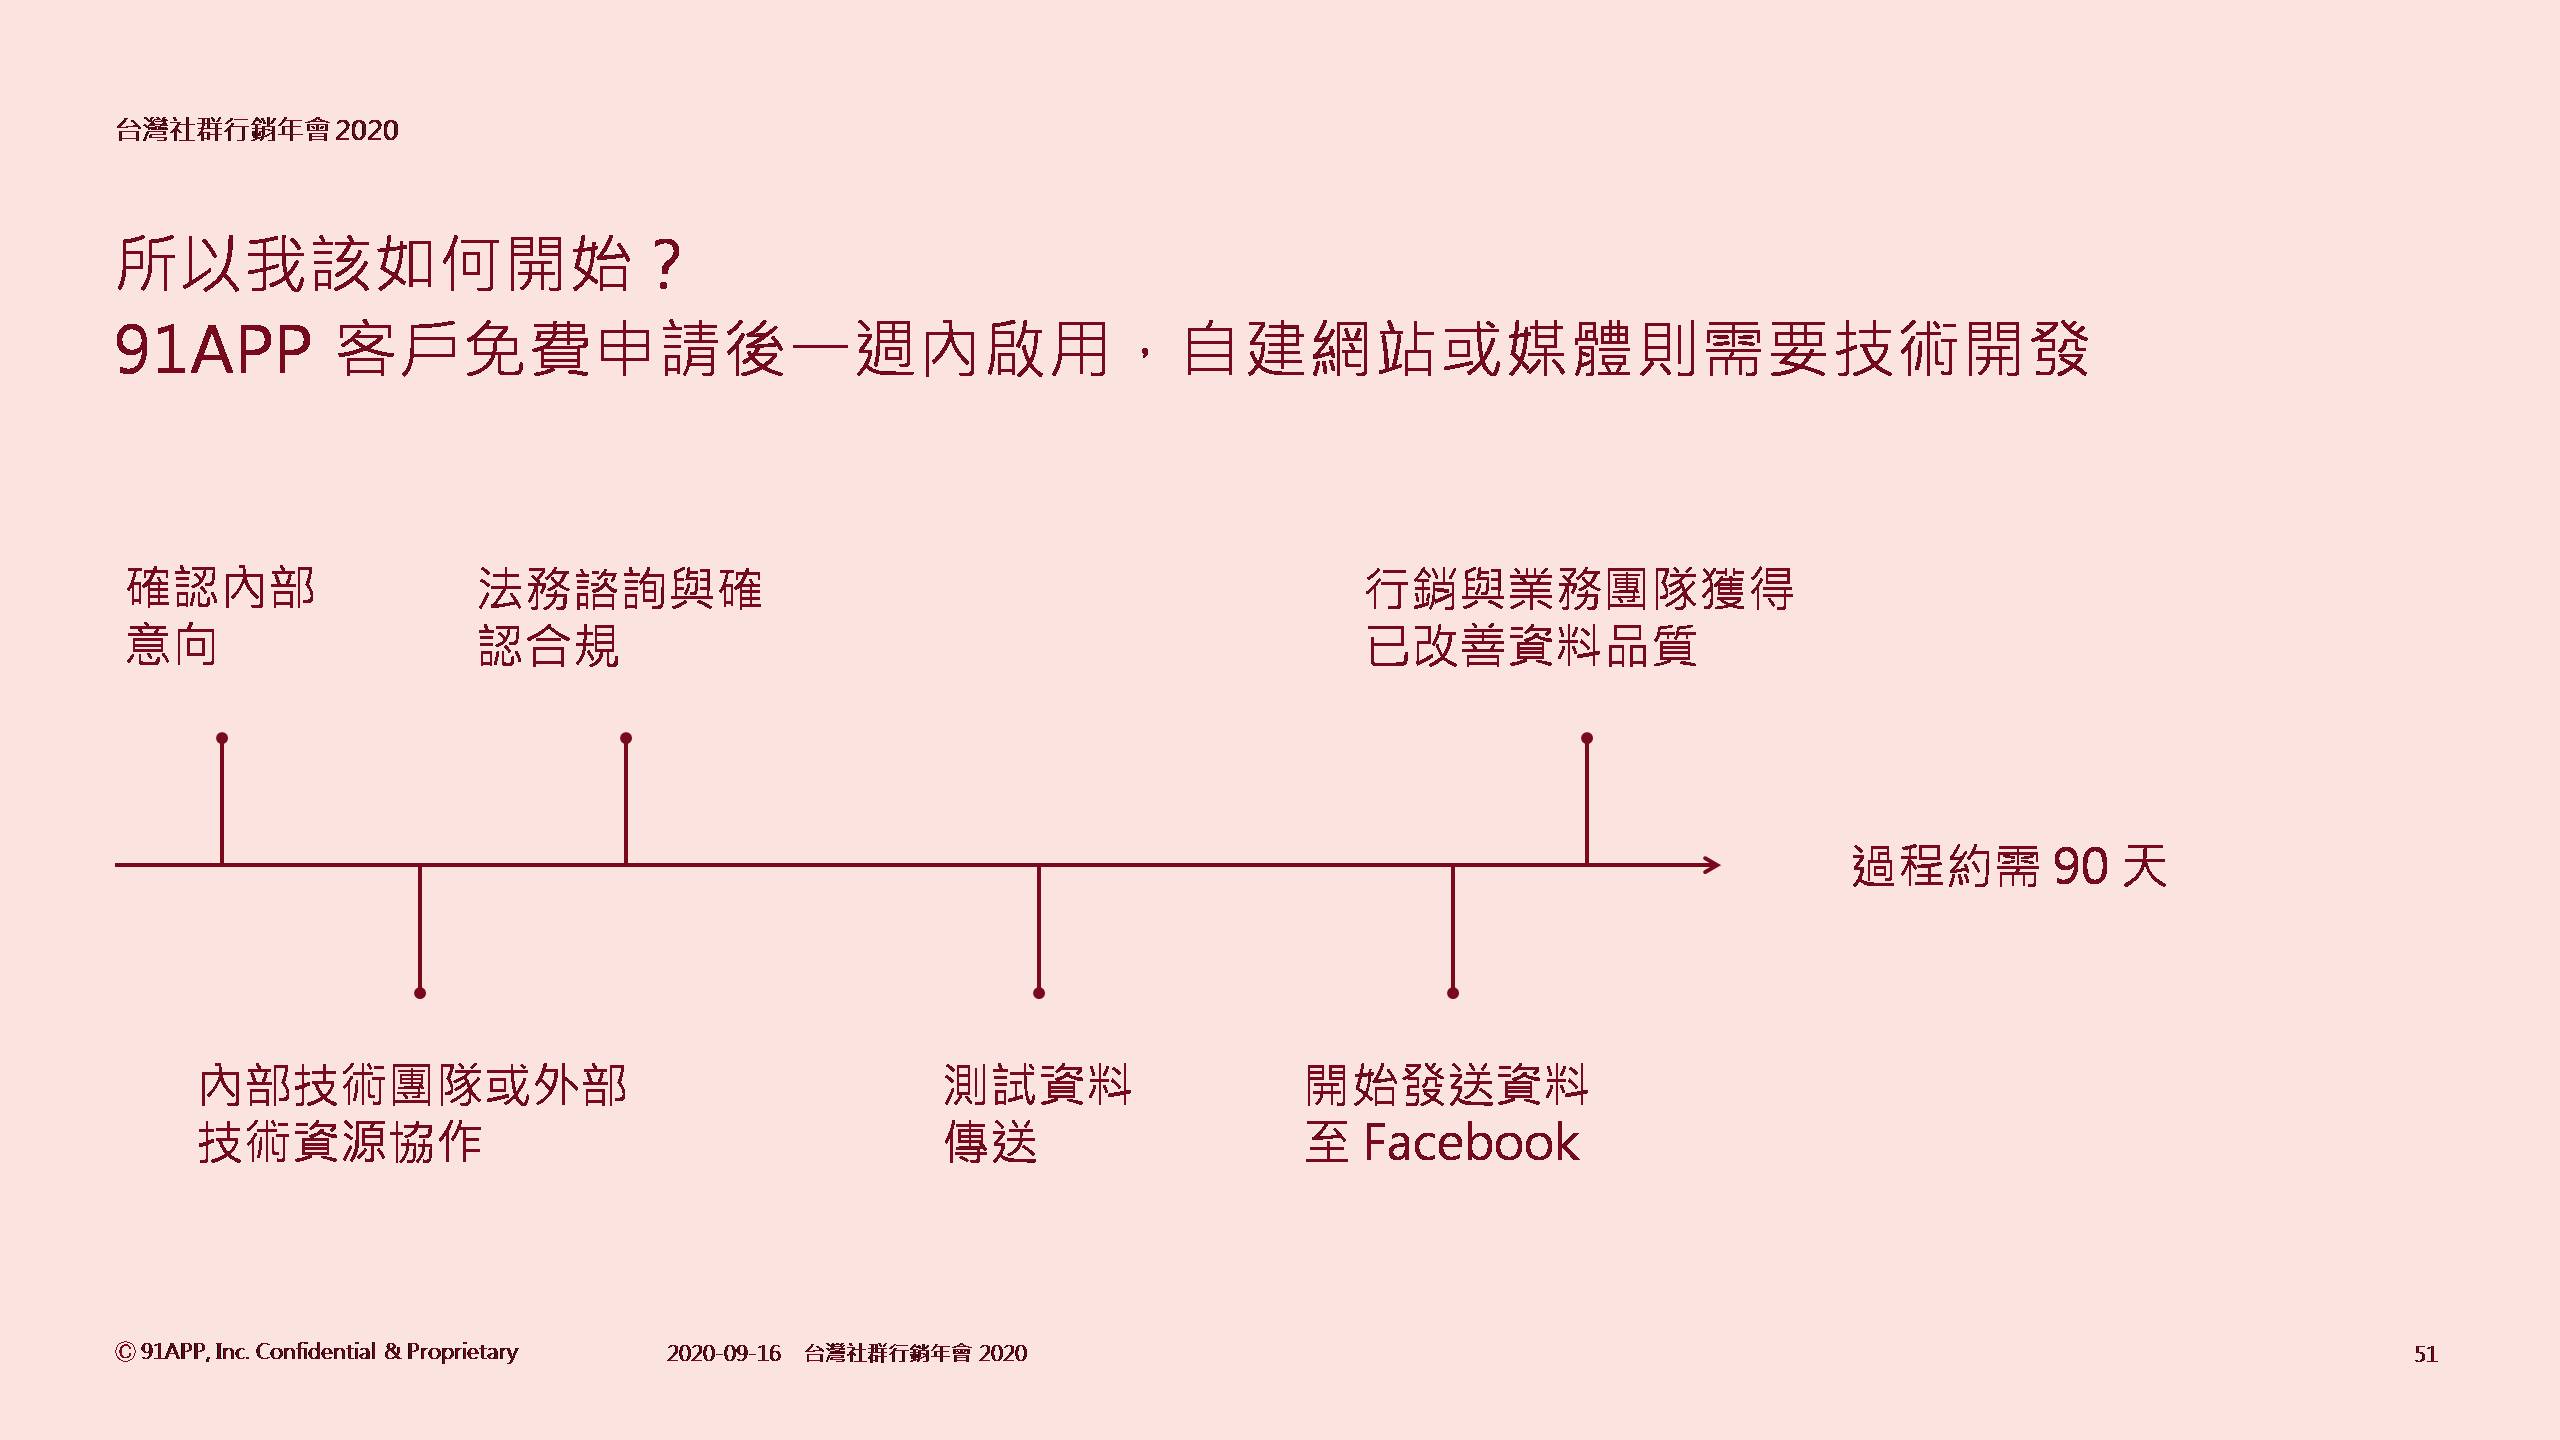 台灣社群行銷年會 2020
所以我該如何開始？
91APP 客戶免費申請後一週內啟用，自建網站或媒體則需要技術開發
確認內部
意向
法務諮詢與確
認合規
行銷與業務團隊獲得
已改善資料品質
過程約需 90 天
內部技術團隊或外部
技術資源協作
測試資料
傳送
開始發送資料
至 Facebook
© 91APP, Inc. Confidential & Proprietary
2020-09-16 台灣社群行銷年會 2020
51